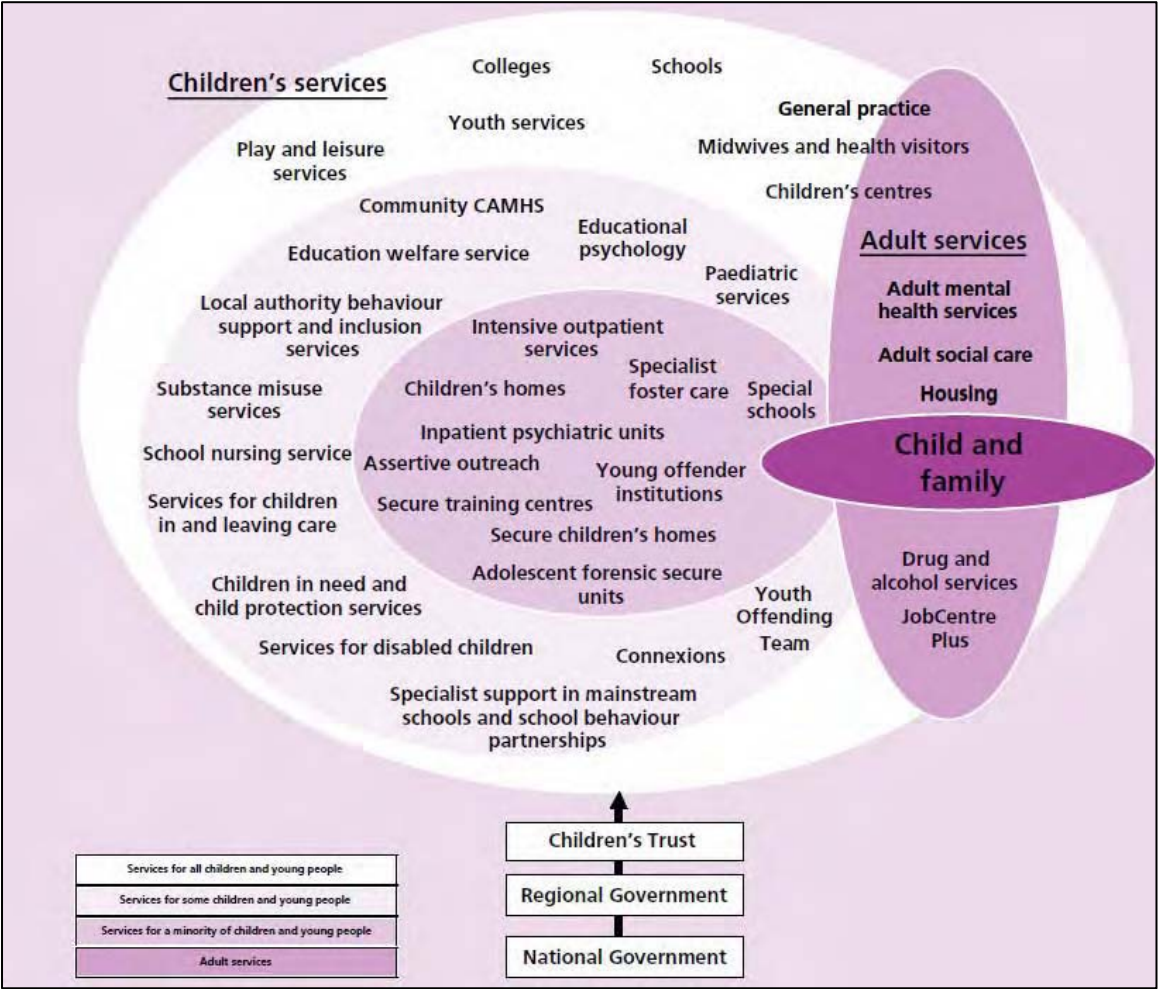 Children's services
Colleges
Schools
General practice
Youth services
Midwives and health visitors
Play and leisure
services
Children's centres
Community CAMHS
Educational
psychology
Adult services
Education welfare service
Paediatric
services
Adult mental
health services
Local authority behaviour
support and inclusion
services
Intensive outpatient
services
Adult social care
Specialist
foster care
Substance misuse
services
Children's homes
Special
schools
Housing
Inpatient psychiatric units
Child and
family
School nursing service
Assertive outreach
Young offender
institutions
Services for children
in and leaving care
Secure training centres
Secure children's homes
Drug and
alcohol services
Children in need and
child protection services
Adolescent forensic secure
units
Youth
Offending
Team
JobCentre
Plus
Services for disabled children
Connexions
Specialist support in mainstream
schools and school behaviour
partnerships
Children's Trust
Regional Government
National Government
Services for all children and young people
Services for some children and young people
Services for a minority of children and young people
Adult services